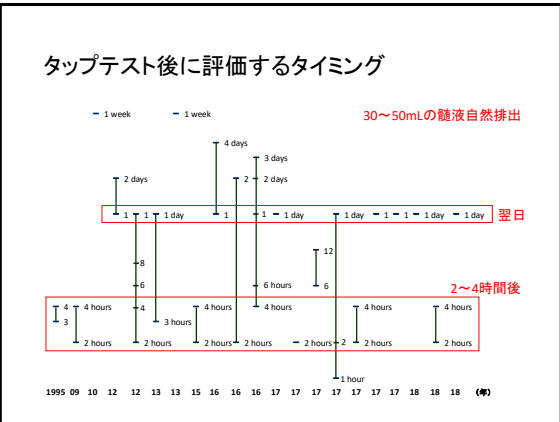 タップテスト後に評価するタイミング
30～50mLの髄液自然排出
1 week 1 week
4 days
3 days
2 days 2 2 days
1 1 1 day 1 1 1 day 1 day 1 1 1 day 1 day 翌日
12
8
6 6 hours 6
2～4時間後
4 4 hours 4 4 hours 4 hours 4 hours 4 hours
3 3 hours
2 hours 2 hours 2 hours 2 hours 2 hours 2 2 hours 2 hours
1 hour
1995 09 10 12 12 13 13 15 16 16 16 17 17 17 17 17 17 17 18 18 18 (年)